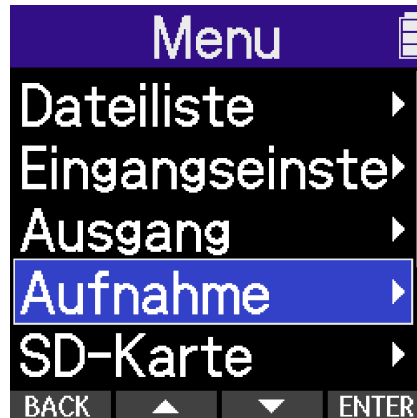 Menu
Dateiliste
Eingangseinste
Ausgang
Aufnahme
SD-Karte
BACK ENTER